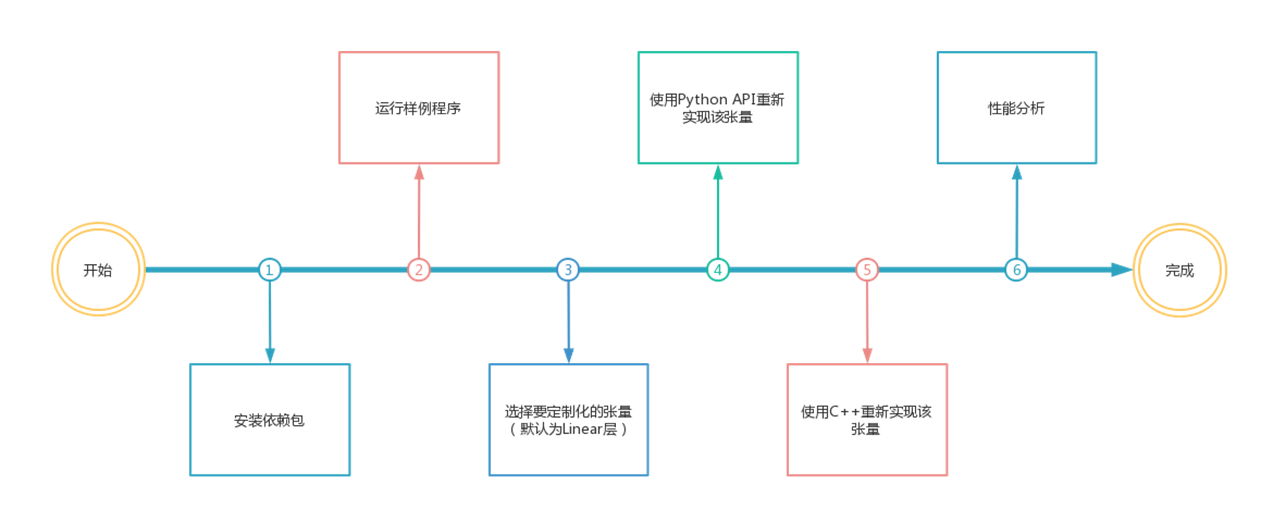 开始
1
安装依赖包
2
运行样例程序
3
选择要定制化的张量
（默认为Linear层）
4
使用Python API重新
实现该张量
5
使用C++重新实现该
张量
6
性能分析
完成